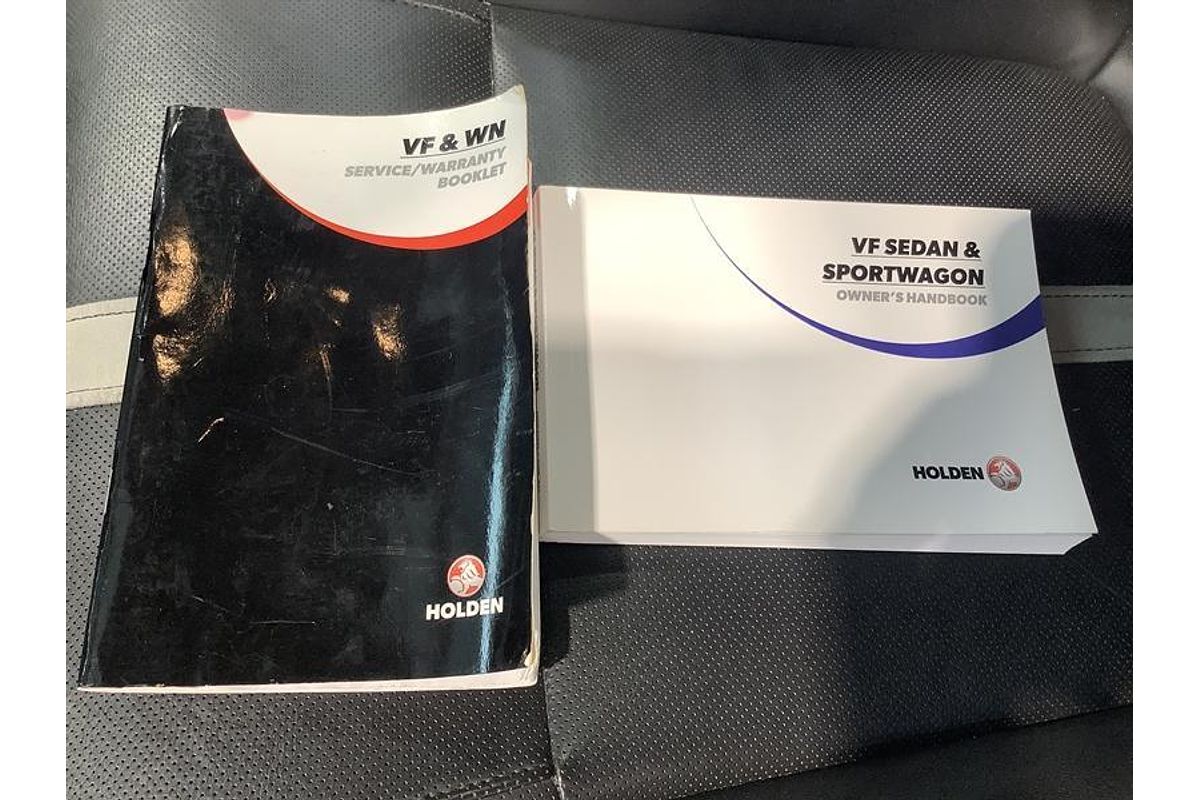 VF & WN
SERVICE/WARRANTY
BOOKLET
HOLDEN
VF SEDAN &
SPORTWAGON
OWNER'S HANDBOOK
HOLDEN